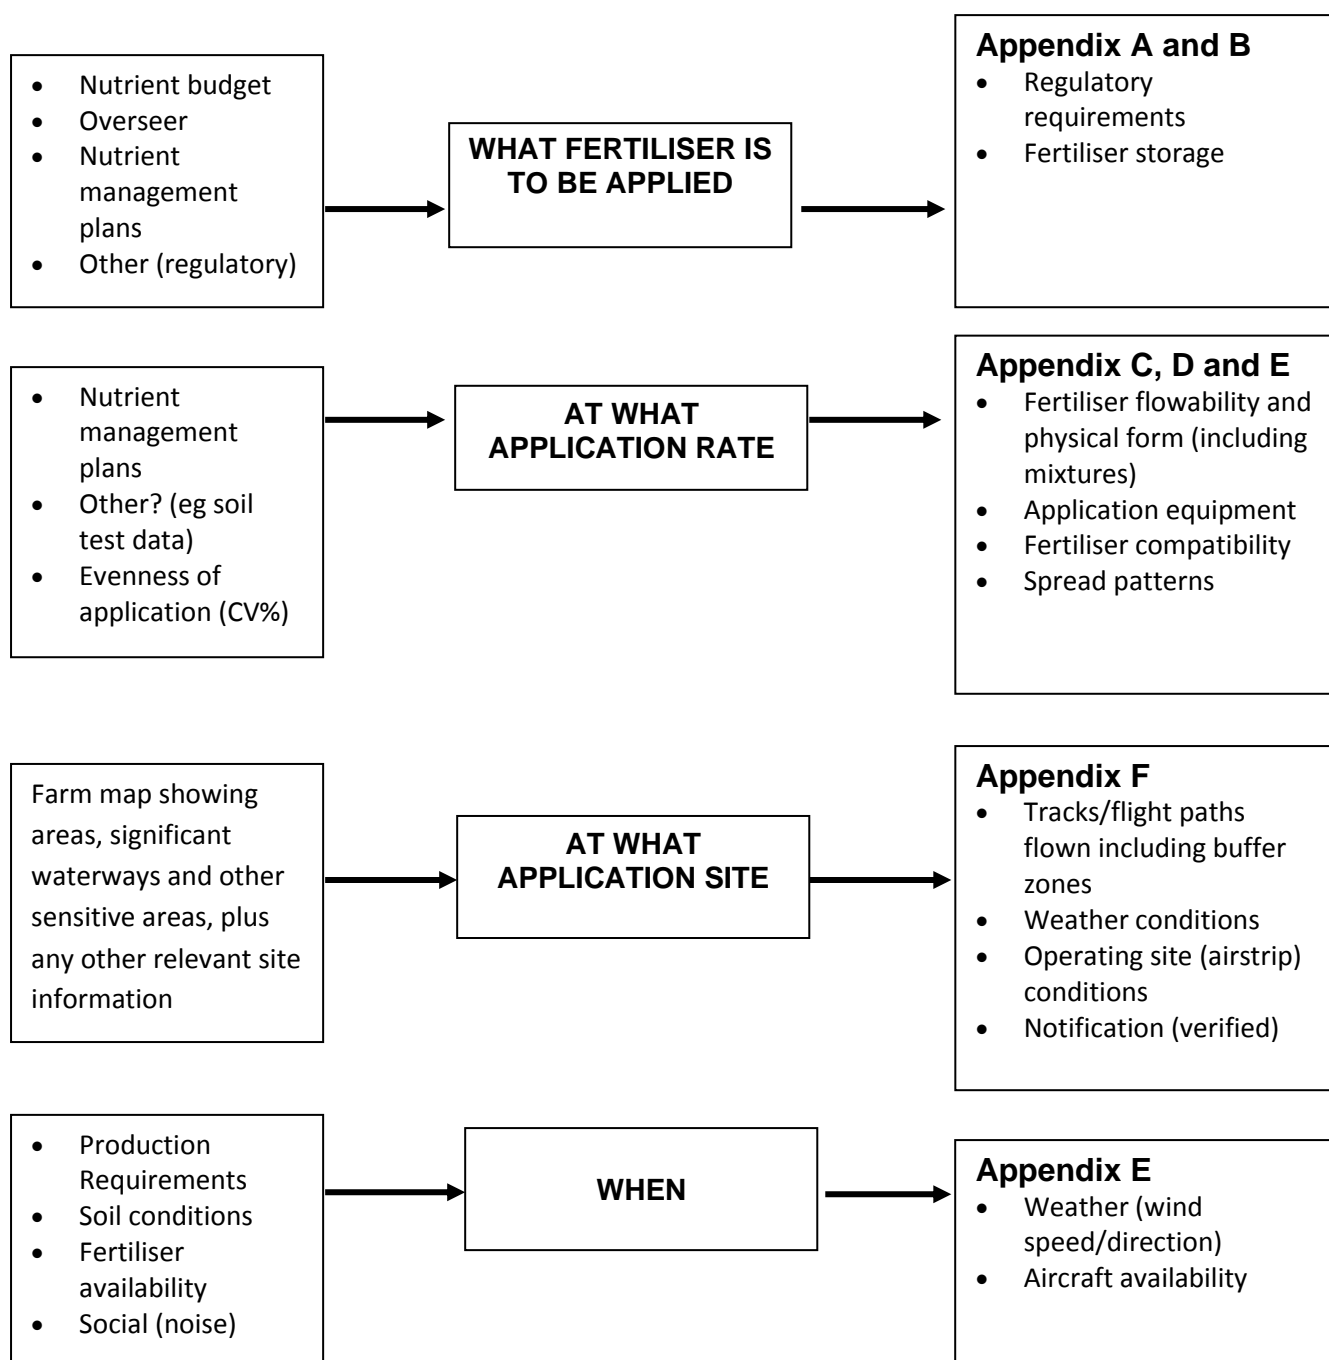 • Nutrient budget
• Overseer
• Nutrient
management
plans
• Other (regulatory)
WHAT FERTILISER IS
TO BE APPLIED
Appendix A and B
• Regulatory
requirements
• Fertiliser storage
• Nutrient
management
plans
• Other? (eg soil
test data)
• Evenness of
application (CV%)
AT WHAT
APPLICATION RATE
Appendix C, D and E
• Fertiliser flowability and
physical form (including
mixtures)
• Application equipment
• Fertiliser compatibility
• Spread patterns
Farm map showing
areas, significant
waterways and other
sensitive areas, plus
any other relevant site
information
AT WHAT
APPLICATION SITE
Appendix F
• Tracks/flight paths
flown including buffer
zones
• Weather conditions
• Operating site (airstrip)
conditions
• Notification (verified)
• Production
Requirements
• Soil conditions
• Fertiliser
availability
• Social (noise)
WHEN
Appendix E
• Weather (wind
speed/direction)
• Aircraft availability